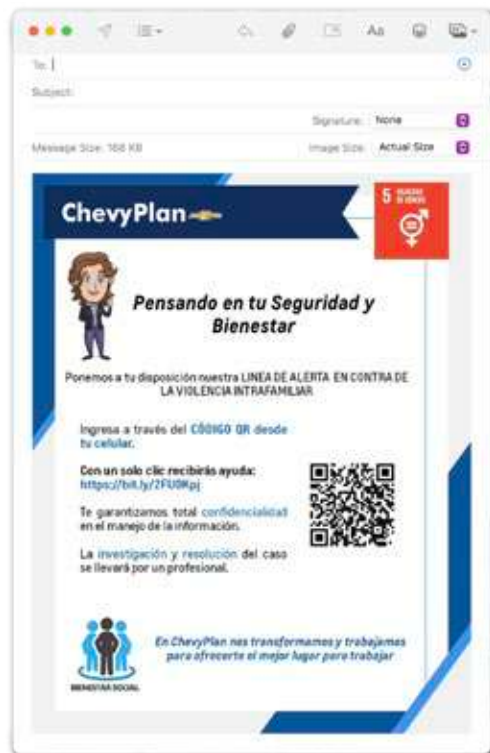 Aa
To:
Subject:
Signature: None
Message Size: 168 KB
Image Size: Actual Size
ChevyPlan
5 IGUALDAD
DE GÉNERO
Pensando en tu Seguridad y
Bienestar
Ponemos a tu disposición nuestra LINEA DE ALERTA EN CONTRA DE
LA VIOLENCIA INTRAFAMILIAR
Ingresa a través del CÓDIGO QR desde
tu celular.
Con un solo clic recibirás ayuda:
https://bit.ly/2FU0Kpj
Te garantizamos total confidencialidad
en el manejo de la información.
La investigación y resolución del caso
se llevará por un profesional.
En ChevyPlan nos transformamos y trabajamos
para ofrecerte el mejor lugar para trabajar
BIENESTAR SOCIAL